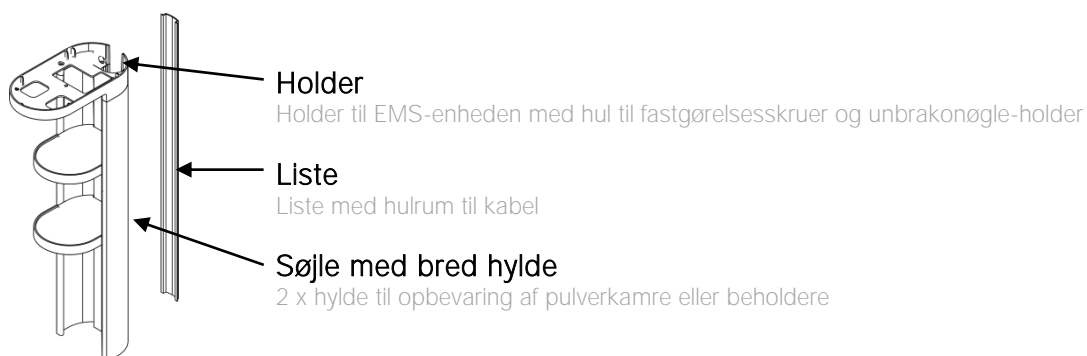 Holder
Holder til EMS-enheden med hul til fastgørelsesskruer og unbrakonøgle-holder
Liste
Liste med hulrum til kabel
Søjle med bred hylde
2 x hylde til opbevaring af pulverkamre eller beholdere